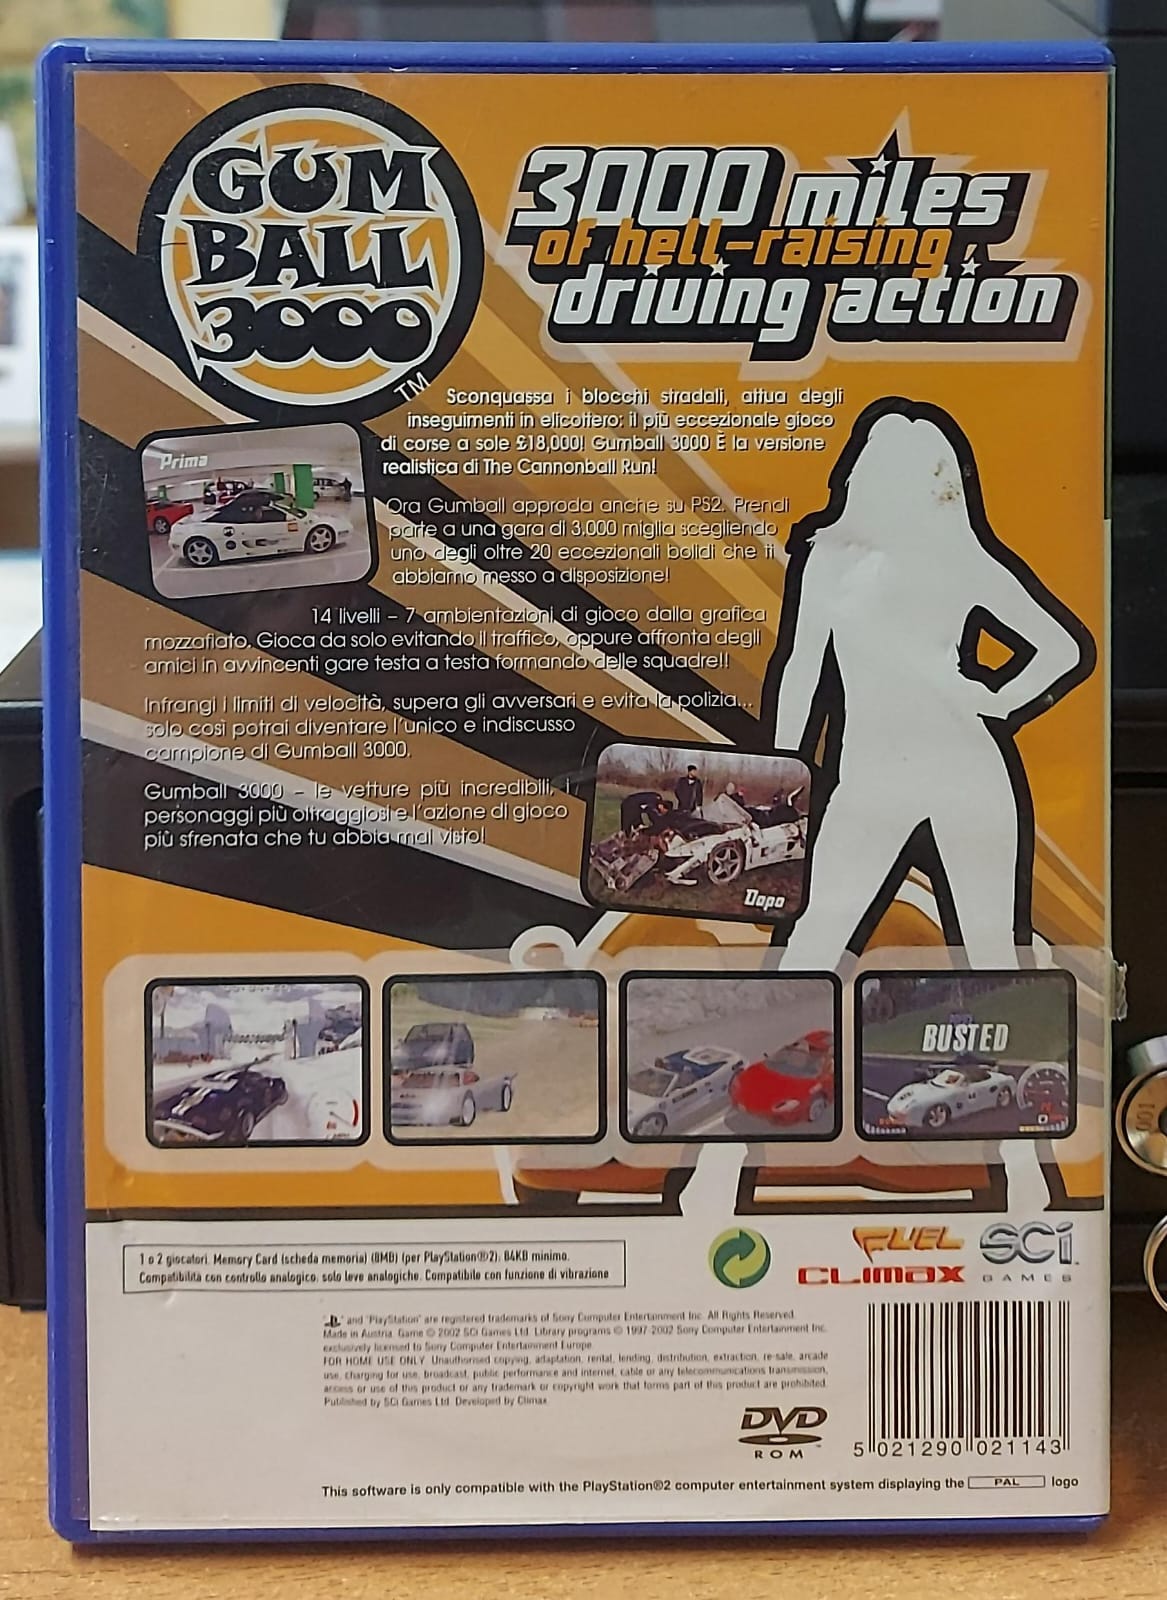 GUM
BALL
3000
TM
3000 miles
of hell-raising
driving action
Sconquassa i blocchi stradali, attua degli
inseguimenti in elicottero: il più eccezionale gioco
di corse a sole £18,000! Gumball 3000 È la versione
realistica di The Cannonball Run!
Prima
Ora Gumball approda anche su PS2. Prendi
parte a una gara di 3.000 miglia scegliendo
uno degli oltre 20 eccezionali bolidi che ti
abbiamo messo a disposizione!
14 livelli - 7 ambientazioni di gioco dalla grafica
mozzafiato. Gioca da solo evitando il traffico, oppure affronta degli
amici in avvincenti gare testa a testa formando delle squadre!!
Infrangi i limiti di velocità, supera gli avversari e evita la polizia...
solo così potrai diventare l'unico e indiscusso
campione di Gumball 3000.
Gumball 3000 - le vetture più incredibili, i
personaggi più oltraggiosi e l'azione di gioco
più sfrenata che tu abbia mai visto!
Dopo
BUSTED
1 o 2 giocatori. Memory Card (scheda memoria) (8MB) (per PlayStation®2): 84KB minimo.
Compatibilità con controllo analogico: solo leve analogiche. Compatibile con funzione di vibrazione
FUEL
CLIMAX
SCi
GAMES
" " and "PlayStation" are registered trademarks of Sony Computer Entertainment Inc. All Rights Reserved.
Made in Austria. Game © 2002 SCi Games Ltd. Library programs © 1997-2002 Sony Computer Entertainment Inc.
exclusively licensed to Sony Computer Entertainment Europe.
FOR HOME USE ONLY. Unauthorised copying, adaptation, rental, lending, distribution, extraction, re-sale, arcade
use, charging for use, broadcast, public performance and internet, cable or any telecommunications transmission,
access or use of this product or any trademark or copyright work that forms part of this product are prohibited.
Published by SCi Games Ltd. Developed by Climax.
DVD
ROM
5 021290 021143
This software is only compatible with the PlayStation®2 computer entertainment system displaying the PAL logo
001